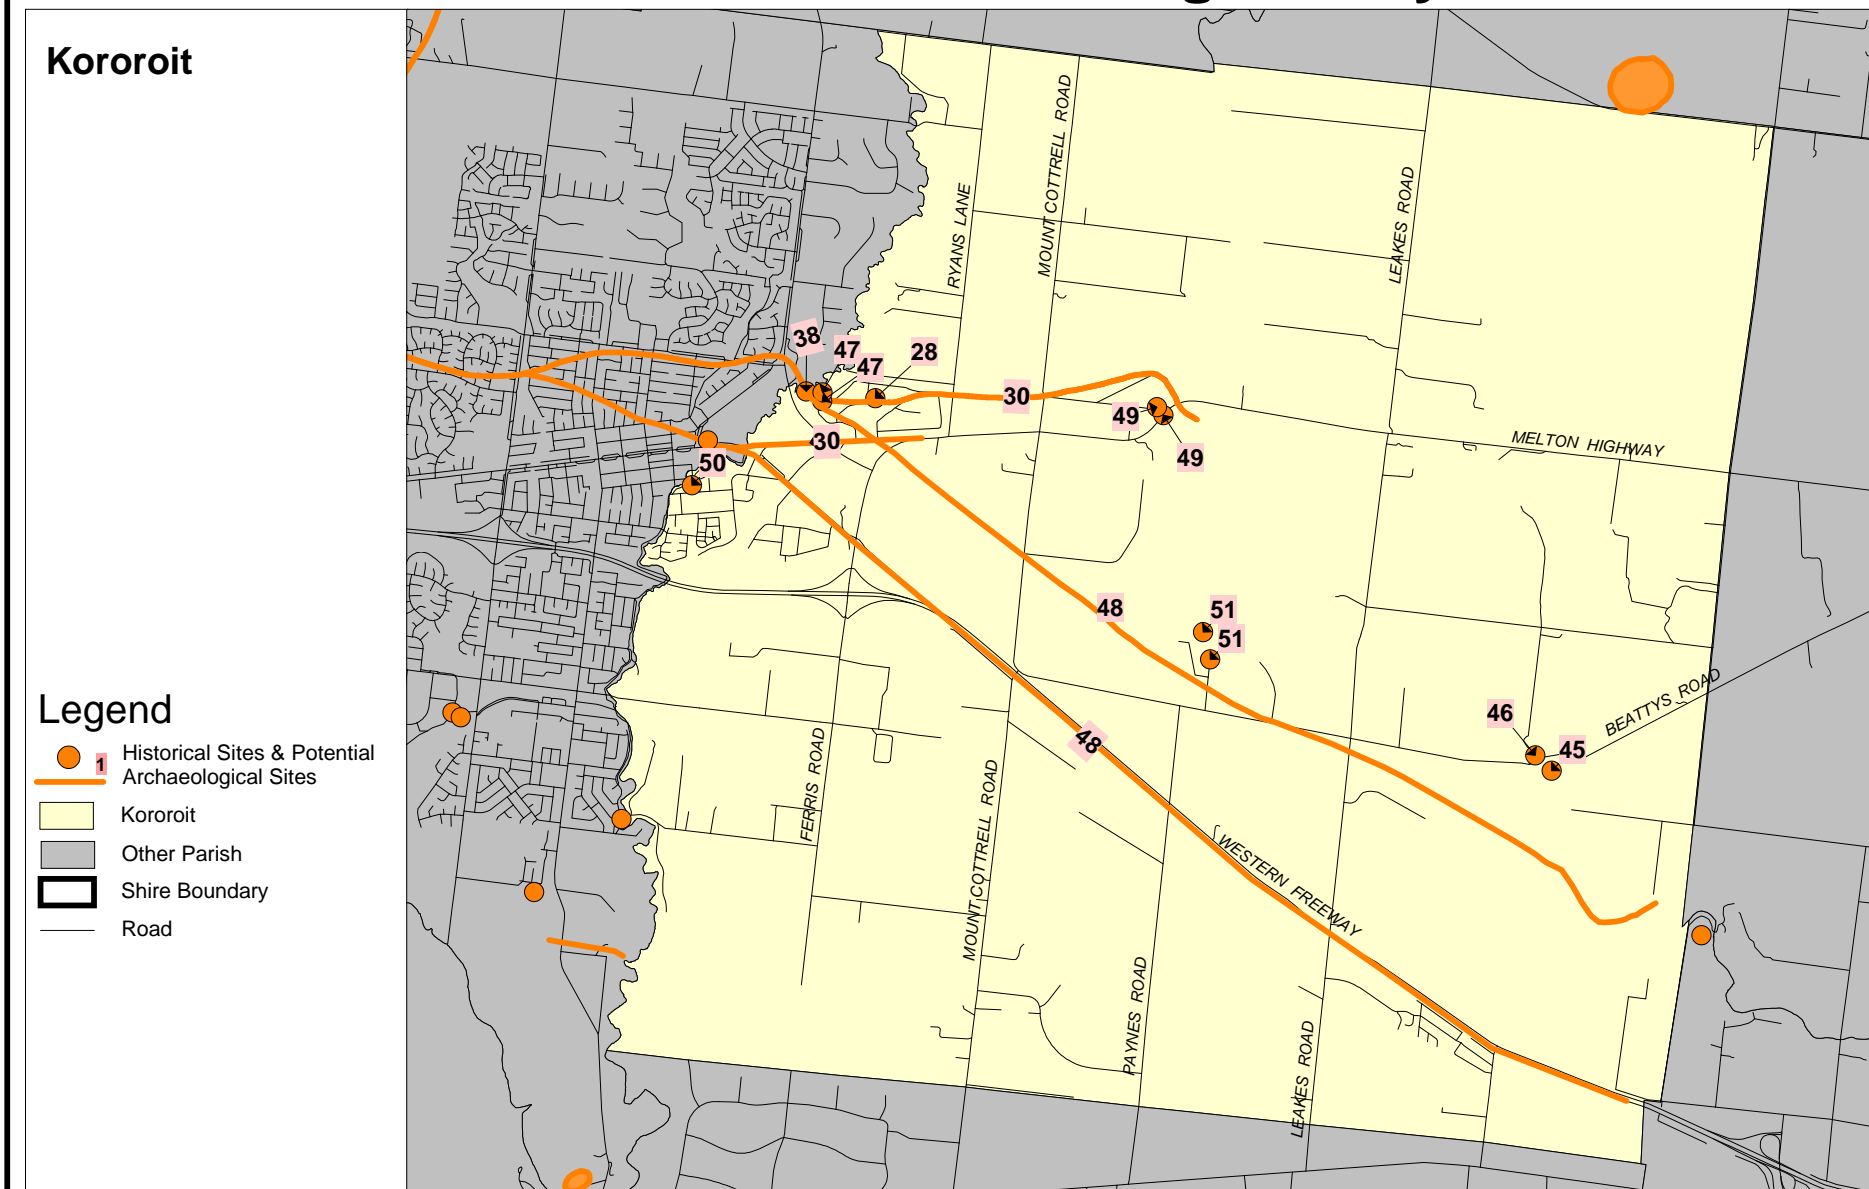 Kororoit
Legend
1
Historical Sites & Potential
Archaeological Sites
Kororoit
Other Parish
Shire Boundary
Road
RYANS LANE
MOUNT COTTRELL ROAD
LEAKES ROAD
38
47
47
28
30
30
49
49
50
MELTON HIGHWAY
48
51
51
46
45
BEATTYS ROAD
48
FERRIS ROAD
MOUNT COTTRELL ROAD
WESTERN FREEWAY
PAYNES ROAD
LEAKES ROAD